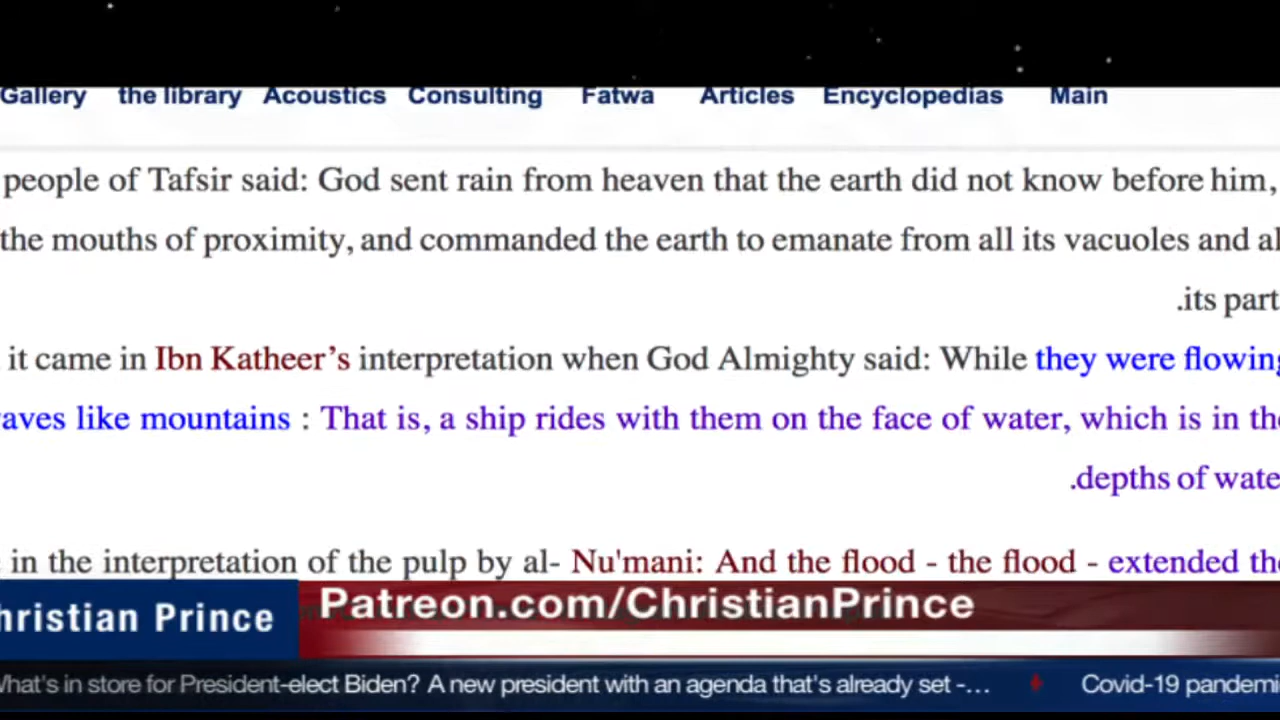 Gallery the library Acoustics Consulting Fatwa Articles Encyclopedias Main
people of Tafsir said: God sent rain from heaven that the earth did not know before him,
the mouths of proximity, and commanded the earth to emanate from all its vacuoles and al
.its part
it came in Ibn Katheer’s interpretation when God Almighty said: While they were flowing
aves like mountains : That is, a ship rides with them on the face of water, which is in the
.depths of wate
in the interpretation of the pulp by al- Nu'mani: And the flood - the flood - extended the
hristian Prince
Patreon.com/ChristianPrince
What's in store for President-elect Biden? A new president with an agenda that's already set -... Covid-19 pandemi